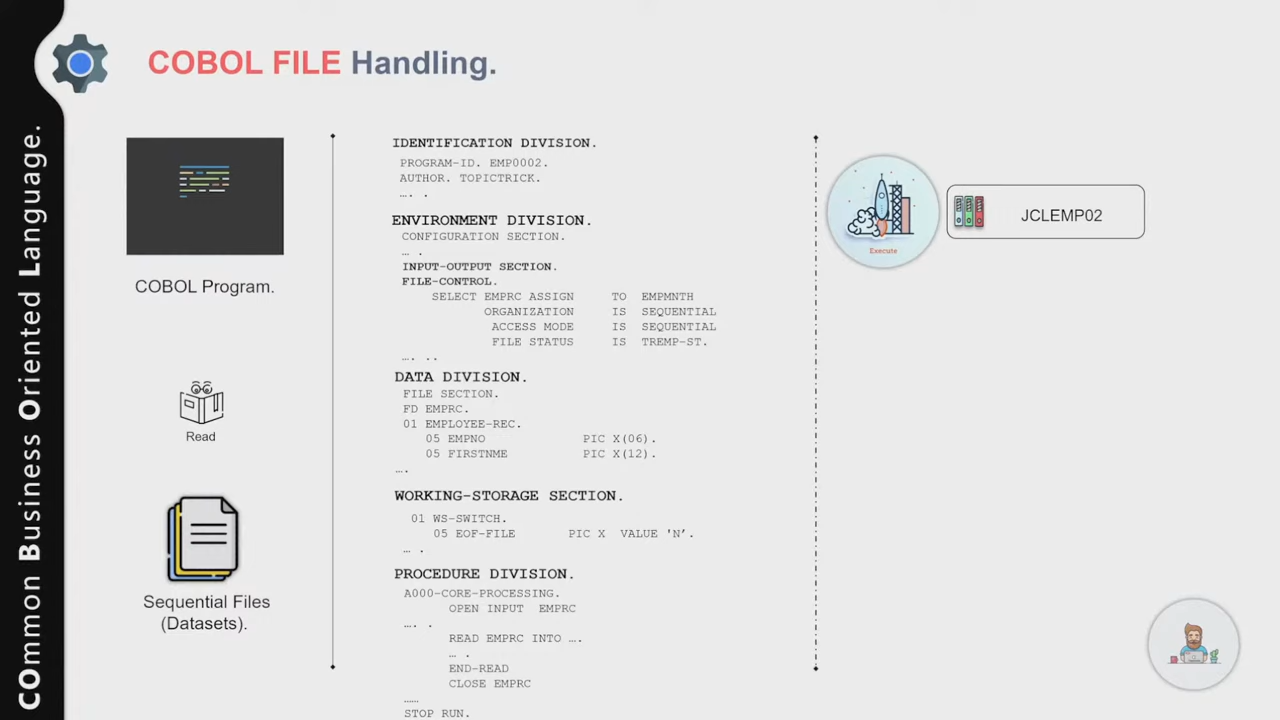 COBOL FILE Handling.
COmmon Business Oriented Language.
COBOL Program.
Read
Sequential Files
(Datasets).
IDENTIFICATION DIVISION.
PROGRAM-ID. EMP0002.
AUTHOR. TOPICTRICK.
…. .
ENVIRONMENT DIVISION.
CONFIGURATION SECTION.
… .
INPUT-OUTPUT SECTION.
FILE-CONTROL.
SELECT EMPRC ASSIGN TO EMPMNTH
ORGANIZATION IS SEQUENTIAL
ACCESS MODE IS SEQUENTIAL
FILE STATUS IS TREMP-ST.
…. ..
DATA DIVISION.
FILE SECTION.
FD EMPRC.
01 EMPLOYEE-REC.
05 EMPNO PIC X(06).
05 FIRSTNME PIC X(12).
….
WORKING-STORAGE SECTION.
01 WS-SWITCH.
05 EOF-FILE PIC X VALUE 'N’.
… .
PROCEDURE DIVISION.
A000-CORE-PROCESSING.
OPEN INPUT EMPRC
…. .
READ EMPRC INTO ….
… .
END-READ
CLOSE EMPRC
……
STOP RUN.
Execute
JCLEMP02